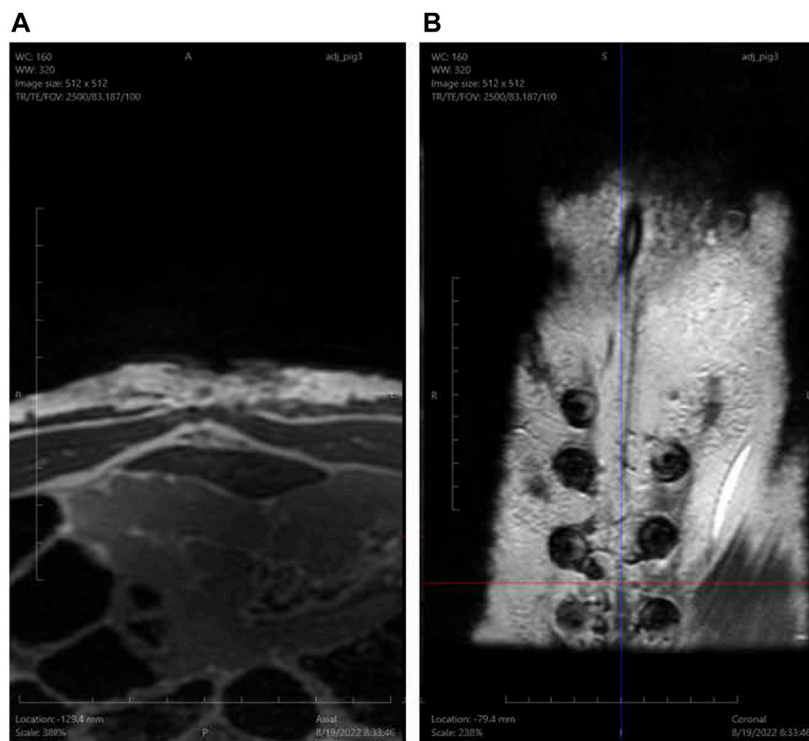 A
B
WC: 160
WW: 320
Image size: 512 x 512
TR/TE/FOV: 2500/83.187/100
A
adj_pig3
R
Location: -129.4 mm
Scale: 388%
P
Axial
8/19/2022 8:33:46
WC: 160
WW: 320
Image size: 512 x 512
TR/TE/FOV: 2500/83.187/100
S
adj_pig3
R
L
Location: -79.4 mm
Scale: 238%
Coronal
8/19/2022 8:33:46